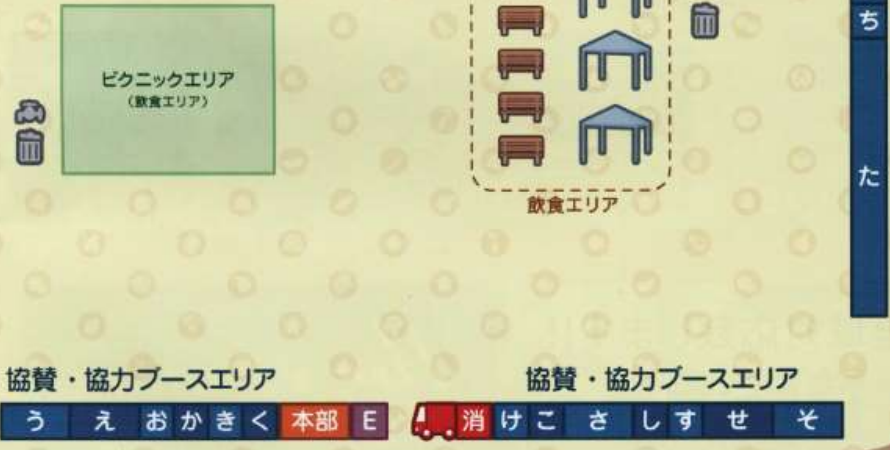 ち
ピクニックエリア
(飲食エリア)
た
飲食エリア
協賛・協力ブースエリア
協賛・協力ブースエリア
う え お か き く 本部 E
消 け こ さ し す せ そ